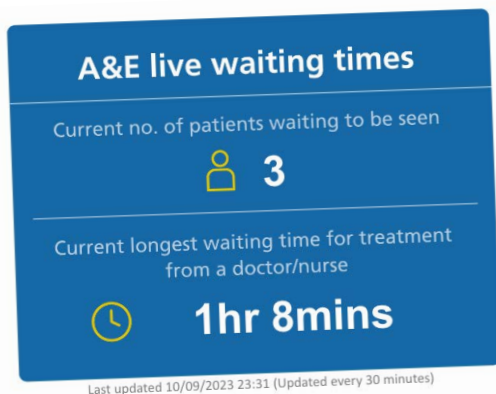 A&E live waiting times
Current no. of patients waiting to be seen
3
Current longest waiting time for treatment
from a doctor/nurse
1hr 8mins
Last updated 10/09/2023 23:31 (Updated every 30 minutes)